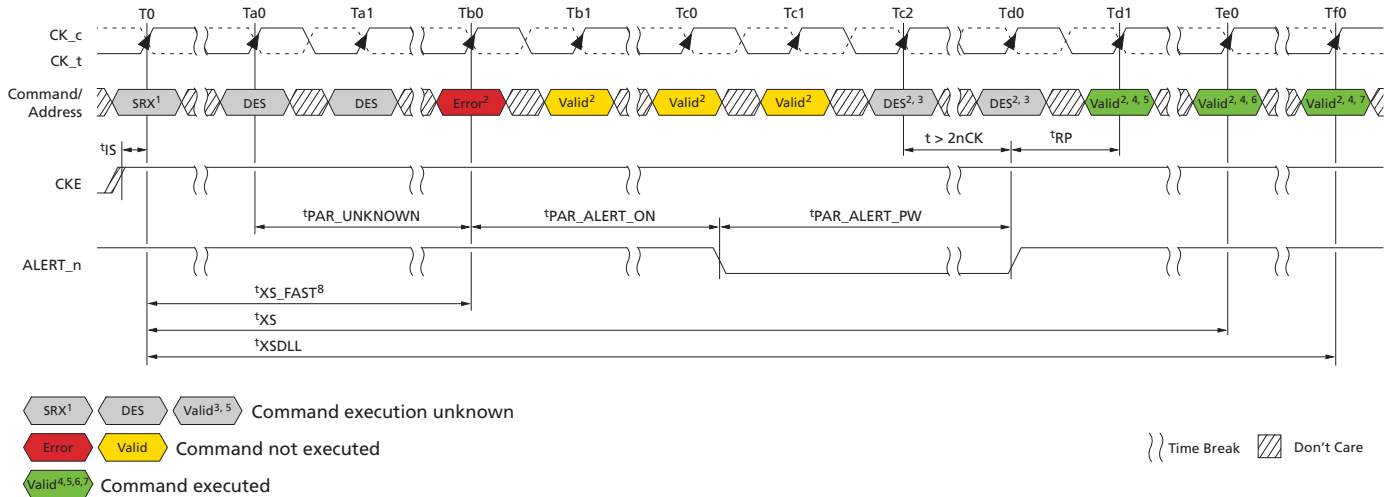 T0 Ta0 Ta1 Tb0 Tb1 Tc0 Tc1 Tc2 Td0 Td1 Te0 Tf0
CK_c
CK_t
Command/
Address
SRX1 DES DES Error2 Valid2 Valid2 Valid2 DES2, 3 DES2, 3 Valid2, 4, 5 Valid2, 4, 6 Valid2, 4, 7
tIS
t > 2nCK
tRP
CKE
tPAR_UNKNOWN tPAR_ALERT_ON tPAR_ALERT_PW
ALERT_n
tXS_FAST8
tXS
tXSDLL
SRX1 DES Valid3, 5 Command execution unknown
Error Valid Command not executed
Time Break Don't Care
Valid4,5,6,7 Command executed